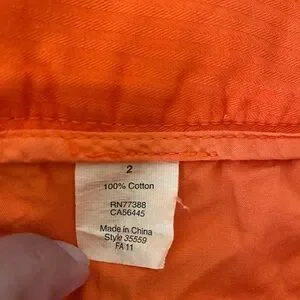 2
100% Cotton
RN77388
CA56445
Made in China
Style 35559
FA 11